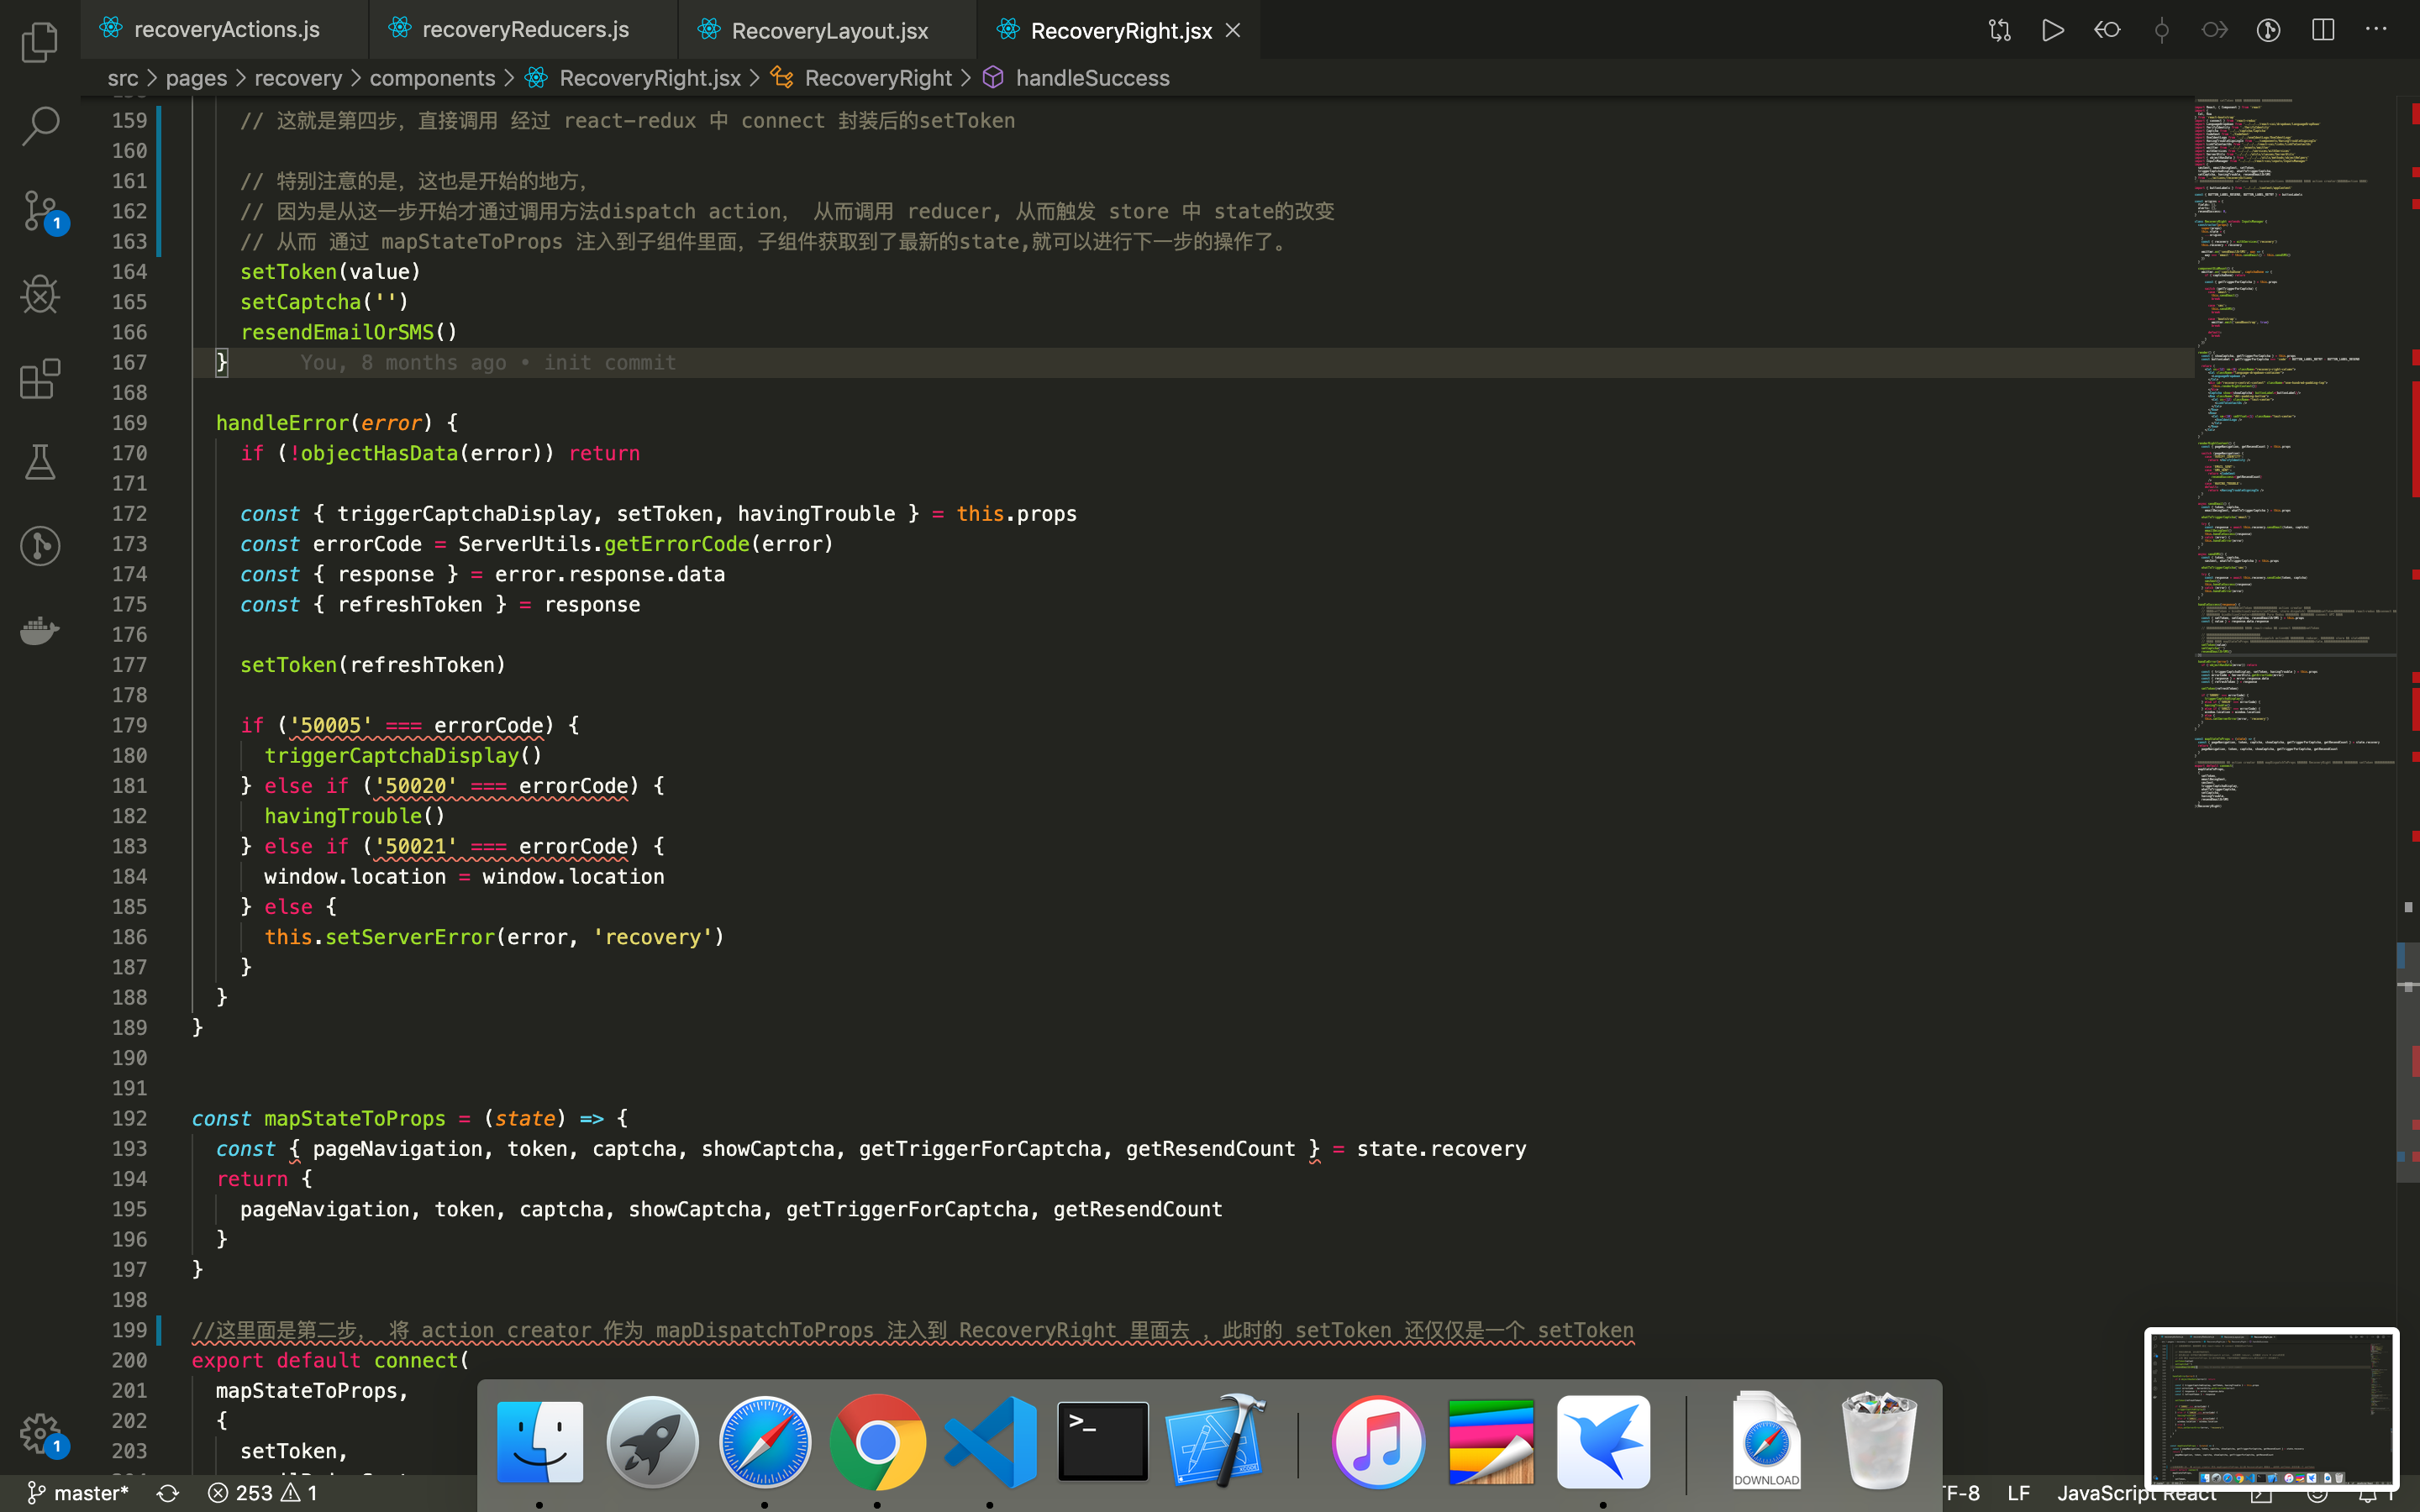 recoveryActions.js
recoveryReducers.js
RecoveryLayout.jsx
RecoveryRight.jsx
src > pages > recovery > components > RecoveryRight.jsx > RecoveryRight > handleSuccess
159 // 这就是第四步，直接调用 经过 react-redux 中 connect 封装后的setToken
160
161 // 特别注意的是，这也是开始的地方，
162 // 因为是从这一步开始才通过调用方法dispatch action， 从而调用 reducer, 从而触发 store 中 state的改变
163 // 从而 通过 mapStateToProps 注入到子组件里面，子组件获取到了最新的state,就可以进行下一步的操作了。
164 setToken(value)
165 setCaptcha('')
166 resendEmailOrSMS()
167 } You, 8 months ago • init commit
168
169 handleError(error) {
170 if (!objectHasData(error)) return
171
172 const { triggerCaptchaDisplay, setToken, havingTrouble } = this.props
173 const errorCode = ServerUtils.getErrorCode(error)
174 const { response } = error.response.data
175 const { refreshToken } = response
176
177 setToken(refreshToken)
178
179 if ('50005' === errorCode) {
180 triggerCaptchaDisplay()
181 } else if ('50020' === errorCode) {
182 havingTrouble()
183 } else if ('50021' === errorCode) {
184 window.location = window.location
185 } else {
186 this.setServerError(error, 'recovery')
187 }
188 }
189 }
190
191
192 const mapStateToProps = (state) => {
193 const { pageNavigation, token, captcha, showCaptcha, getTriggerForCaptcha, getResendCount } = state.recovery
194 return {
195 pageNavigation, token, captcha, showCaptcha, getTriggerForCaptcha, getResendCount
196 }
197 }
198
199 //这里面是第二步， 将 action creator 作为 mapDispatchToProps 注入到 RecoveryRight 里面去 ，此时的 setToken 还仅仅是一个 setToken
200 export default connect(
201 mapStateToProps,
202 {
203 setToken,
1
1
>_
DOWNLOAD
master* 253 1
TF-8 LF JavaScript React